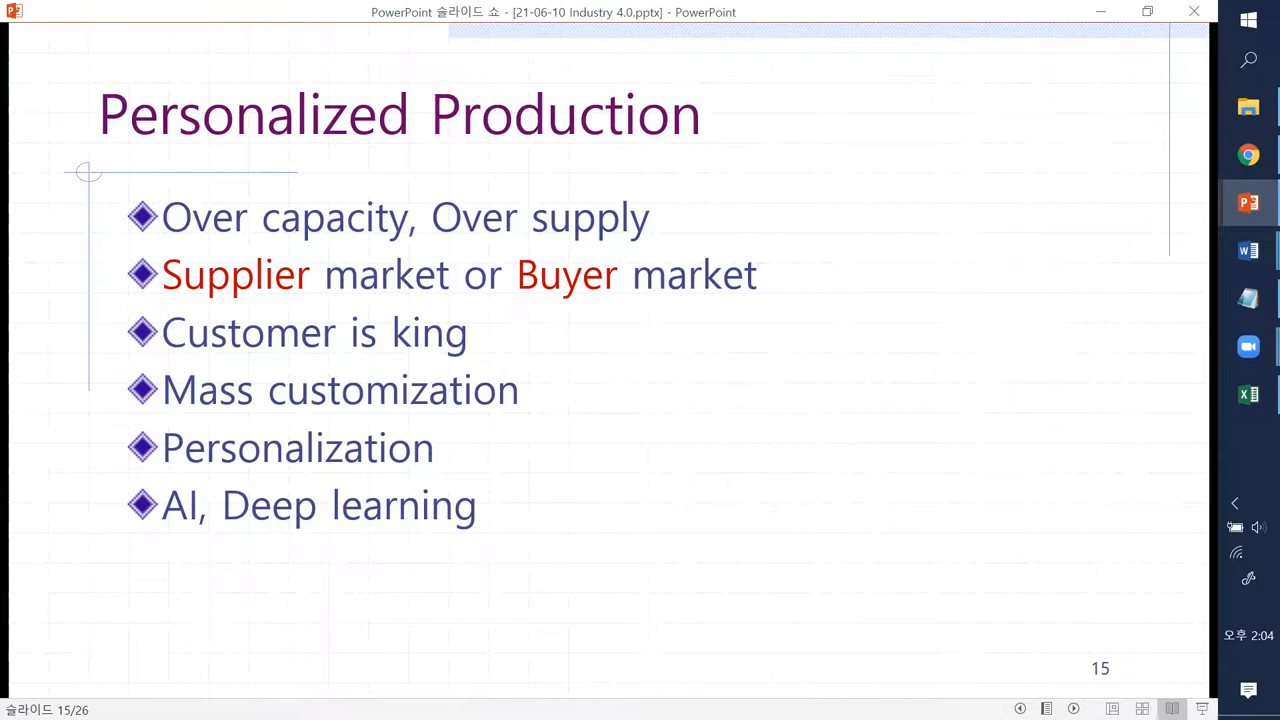 PowerPoint 슬라이드 쇼 - [21-06-10 Industry 4.0.pptx] - PowerPoint
Personalized Production
Over capacity, Over supply
Supplier market or Buyer market
Customer is king
Mass customization
Personalization
AI, Deep learning
15
오후 2:04
슬라이드 15/26